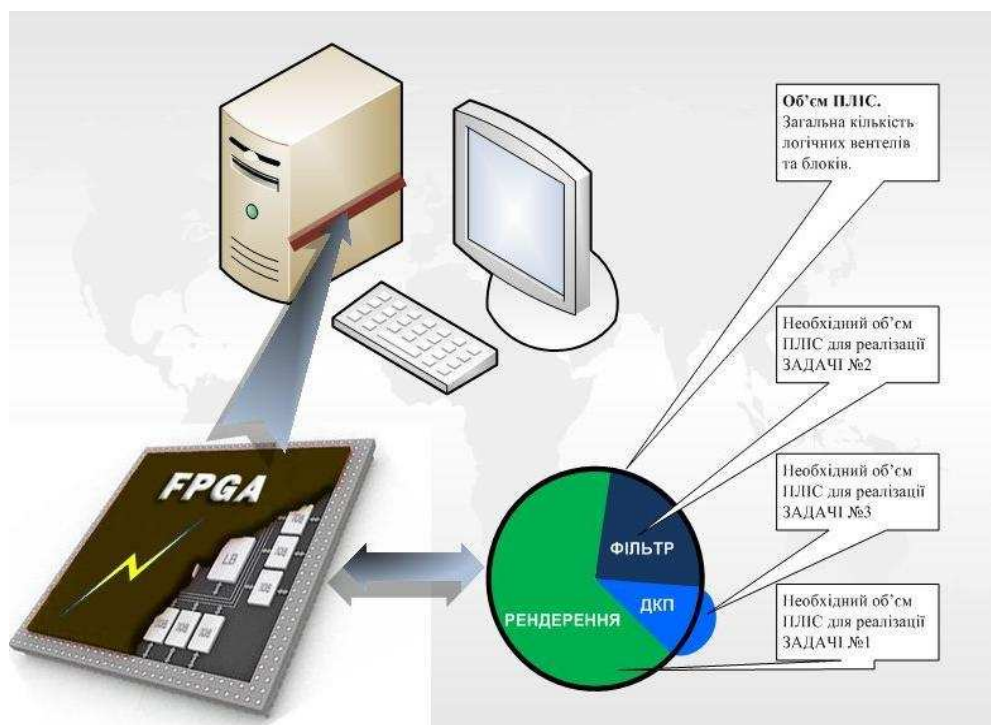 Об’єм ПЛІС.
Загальна кількість
логічних вентелів
та блоків.
Необхідний об’єм
ПЛІС для реалізації
ЗАДАЧІ №2
Необхідний об’єм
ПЛІС для реалізації
ЗАДАЧІ №3
Необхідний об’єм
ПЛІС для реалізації
ЗАДАЧІ №1
FPGA
LB
ФІЛЬТР
ДКП
РЕНДЕРЕННЯ